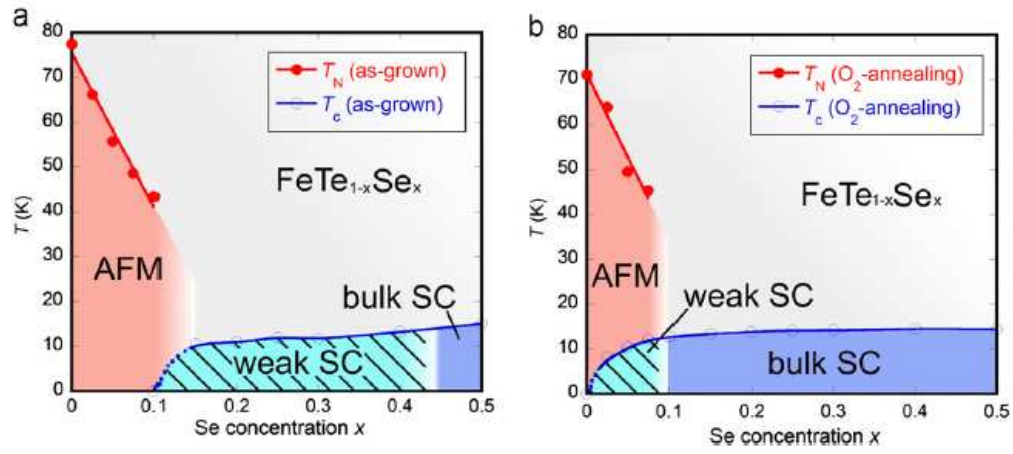 a
80
70
60
50
40
30
20
10
0
T (K)
T_N (as-grown)
T_c (as-grown)
FeTe₁₋ₓSeₓ
AFM
bulk SC
weak SC
0 0.1 0.2 0.3 0.4 0.5
Se concentration x
b
80
70
60
50
40
30
20
10
0
T (K)
T_N (O₂-annealing)
T_c (O₂-annealing)
FeTe₁₋ₓSeₓ
AFM
weak SC
bulk SC
0 0.1 0.2 0.3 0.4 0.5
Se concentration x